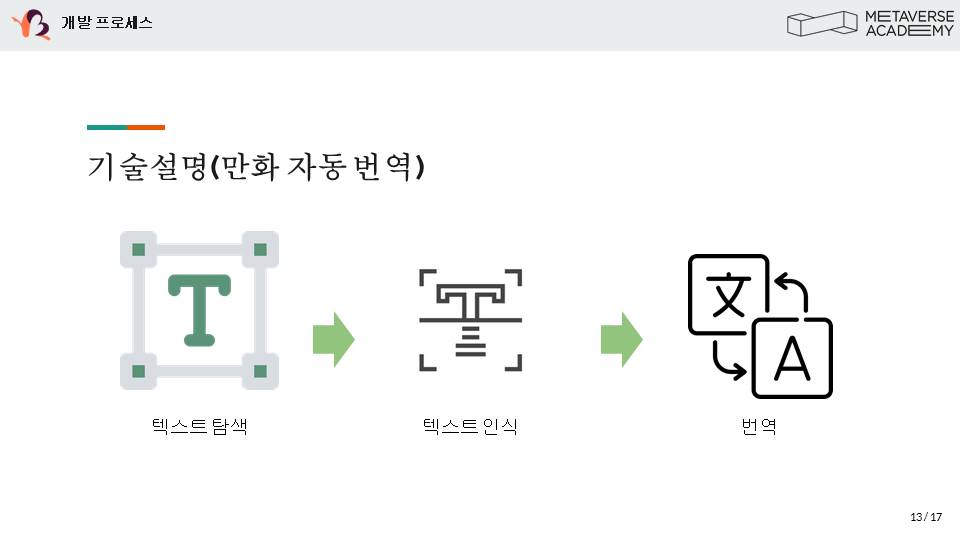 개발 프로세스
METAVERSE
ACADEMY
기술설명(만화 자동 번역)
T
T
文
A
텍스트 탐색
텍스트 인식
번역
13/17